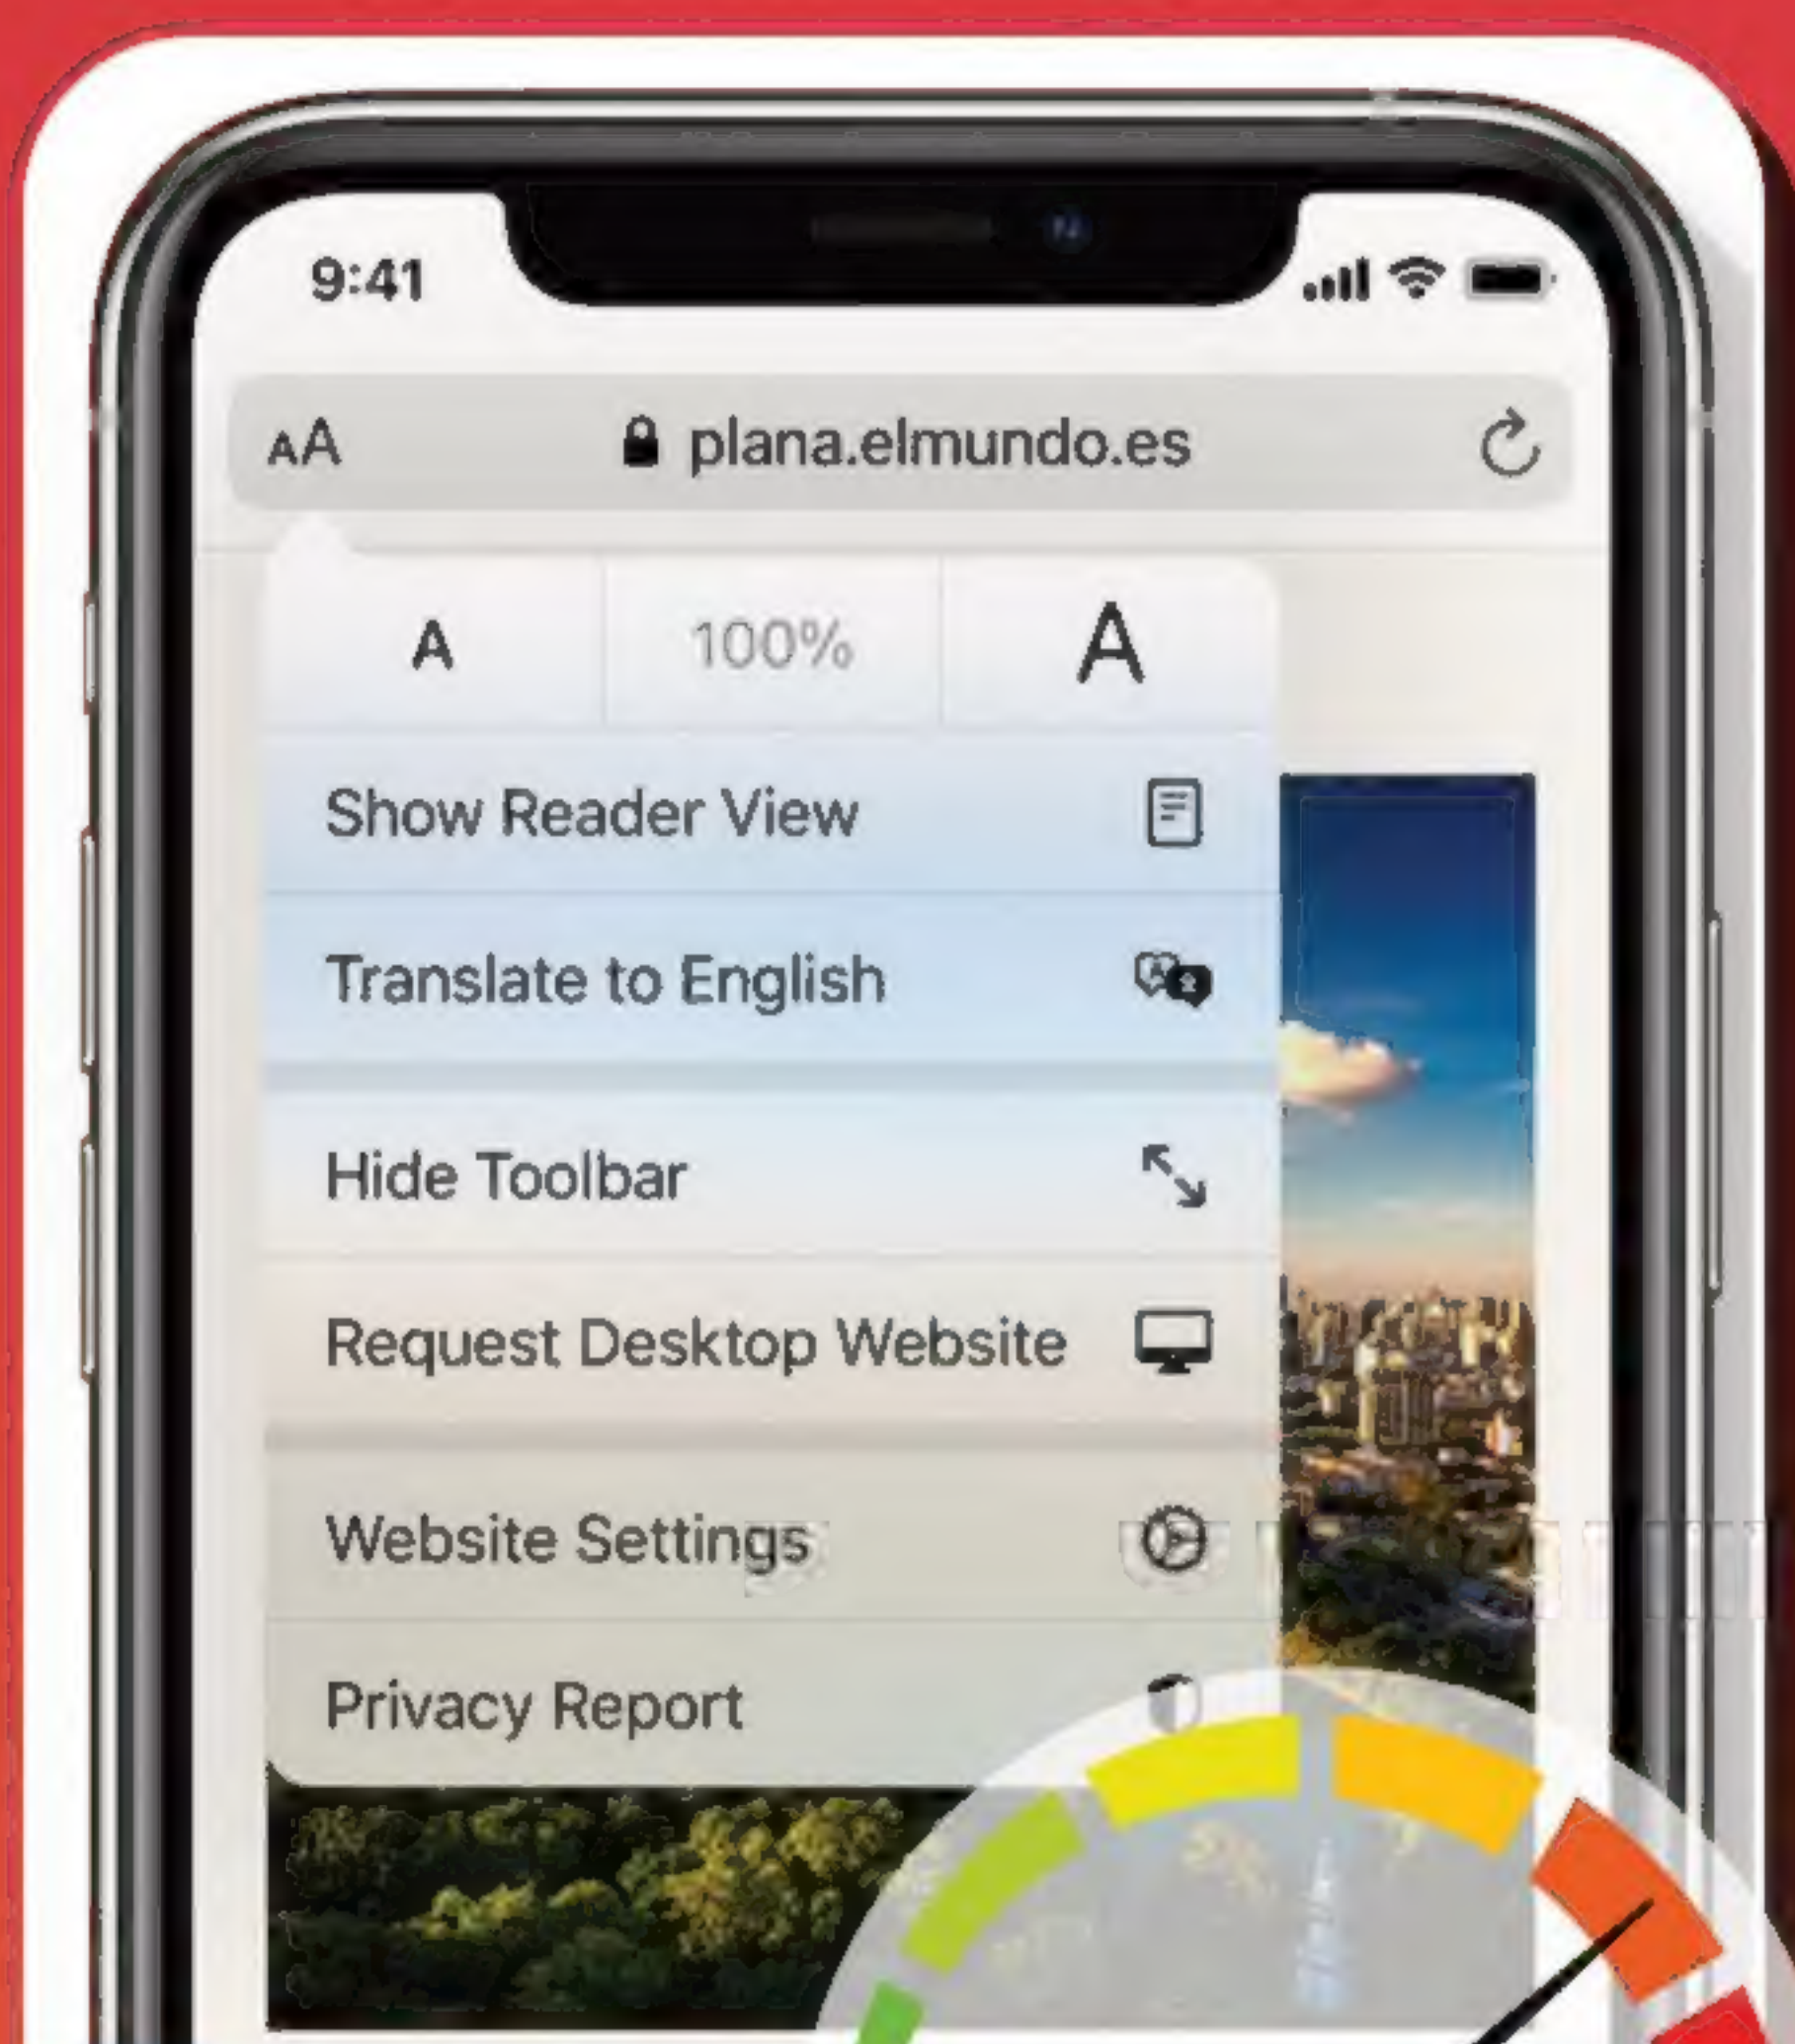 9:41
AA plana.elmundo.es
A 100% A
Show Reader View
Translate to English
Hide Toolbar
Request Desktop Website
Website Settings
Privacy Report